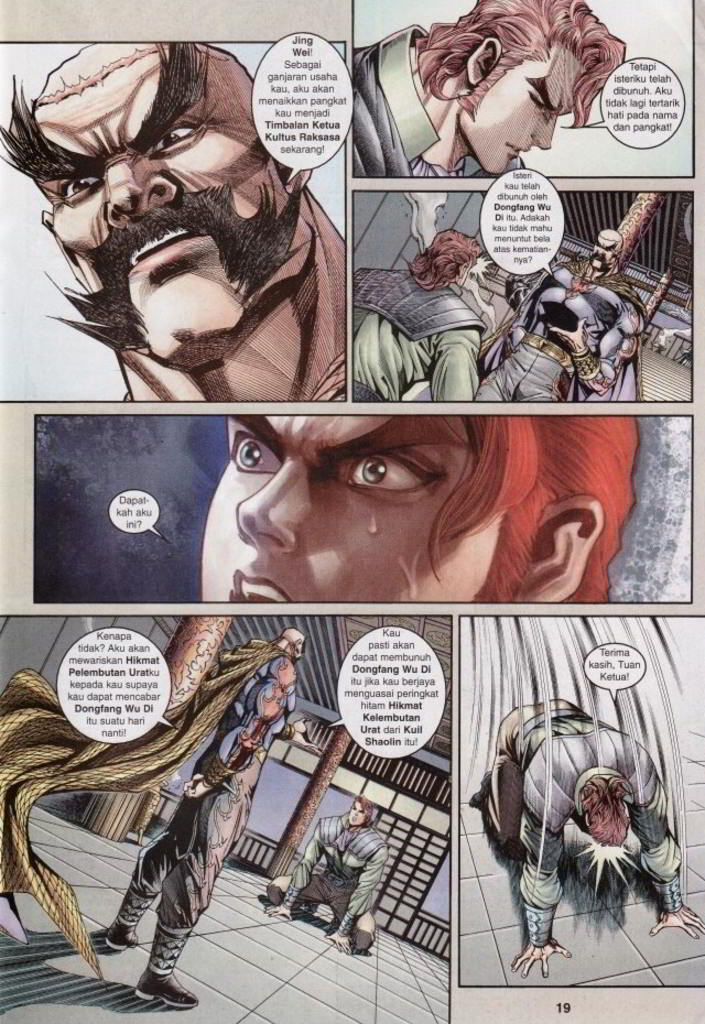 Jing
Wei!
Sebagai
ganjaran usaha
kau, aku akan
menaikkan pangkat
kau menjadi
Timbalan Ketua
Kultus Raksasa
sekarang!
Tetapi
isteriku telah
dibunuh. Aku
tidak lagi tertarik
hati pada nama
dan pangkat!
Isteri
kau telah
dibunuh oleh
Dongfang Wu
Di itu. Adakah
kau tidak mahu
menuntut bela
atas kematian-
nya?
Dapat-
kah aku
ini?
Kenapa
tidak? Aku akan
mewariskan Hikmat
Pelembutan Uratku
kepada kau supaya
kau dapat mencabar
Dongfang Wu Di
itu suatu hari
nanti!
Kau
pasti akan
dapat membunuh
Dongfang Wu Di
itu jika kau berjaya
menguasai peringkat
hitam Hikmat
Kelembutan
Urat dari Kuil
Shaolin itu!
Terima
kasih, Tuan
Ketua!
19